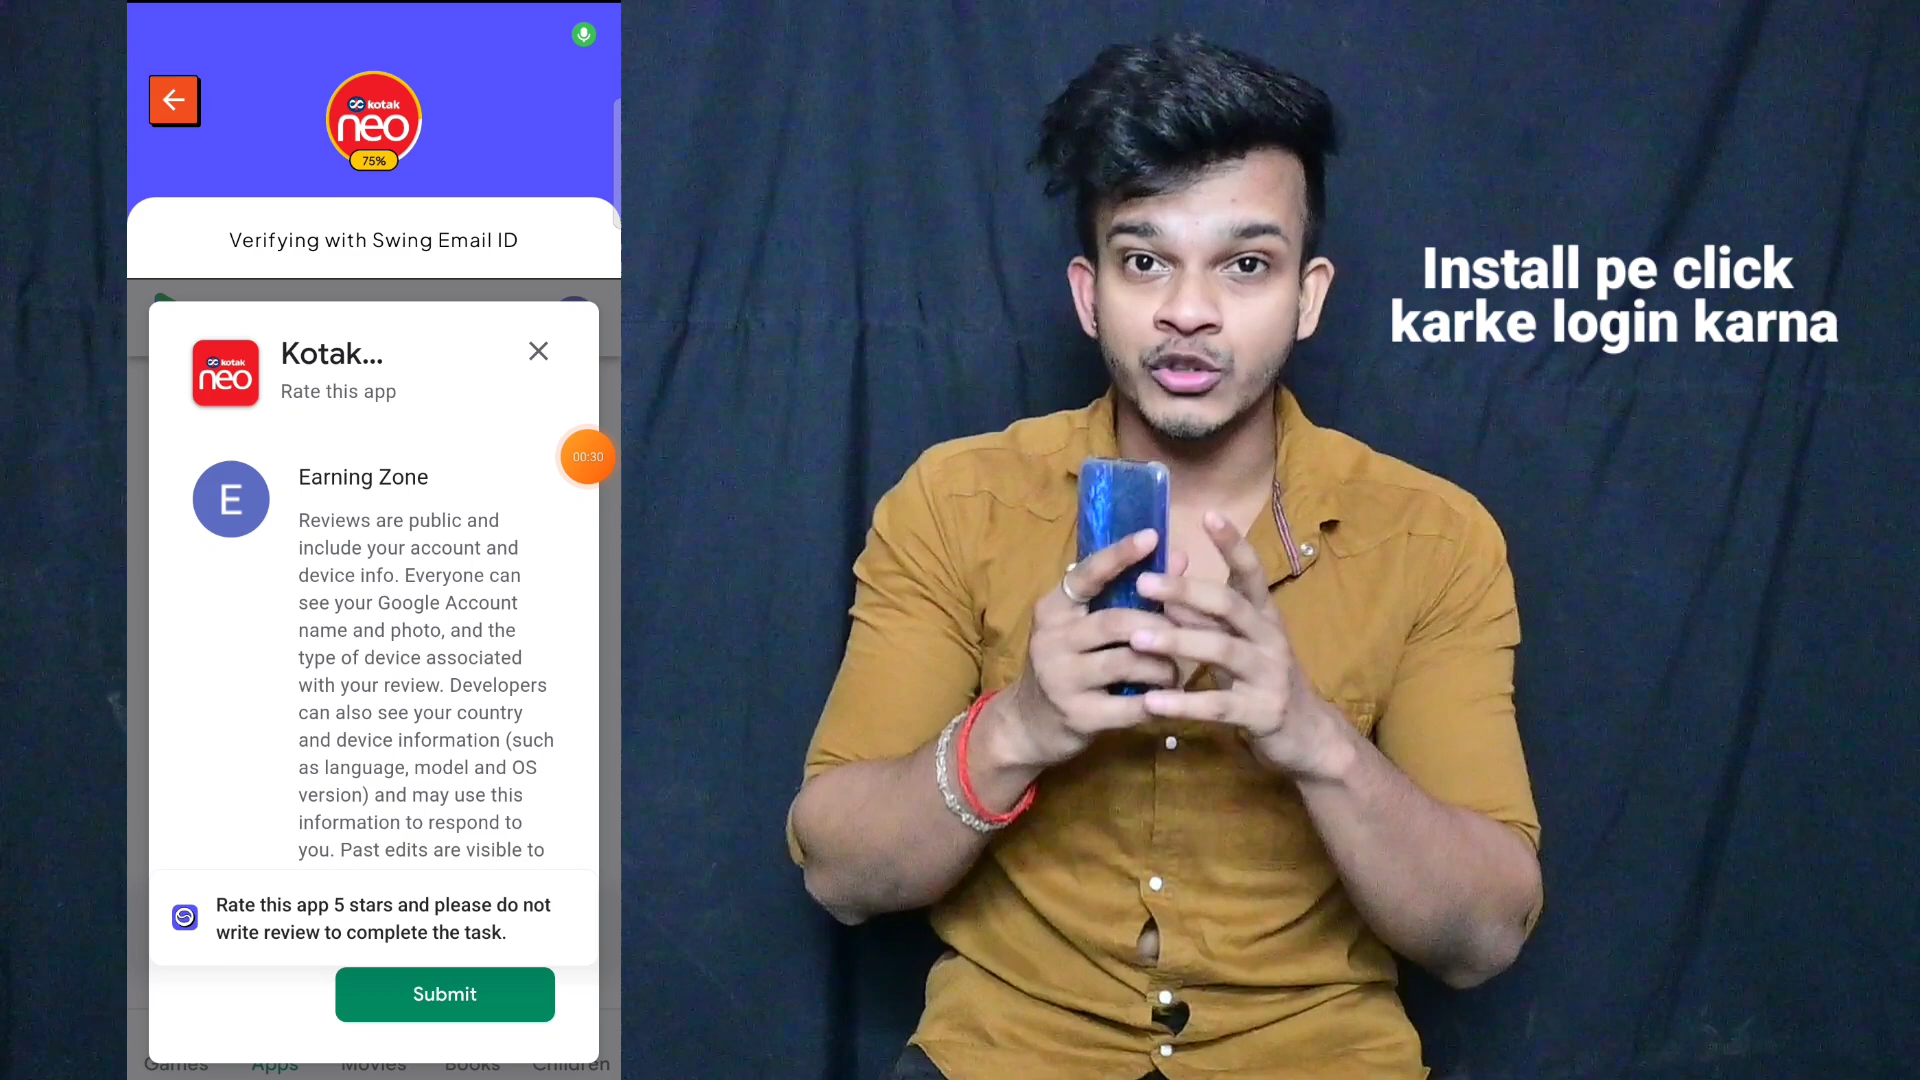 kotak
neo
75%
Verifying with Swing Email ID
kotak
neo
Kotak...
Rate this app
00:30
E
Earning Zone
Reviews are public and
include your account and
device info. Everyone can
see your Google Account
name and photo, and the
type of device associated
with your review. Developers
can also see your country
and device information (such
as language, model and OS
version) and may use this
information to respond to
you. Past edits are visible to
Rate this app 5 stars and please do not
write review to complete the task.
Submit
Games Apps Movies Books Children
Install pe click
karke login karna